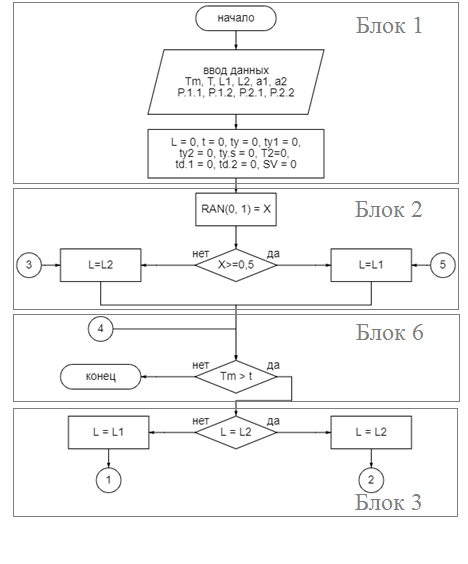 начало
Блок 1
ввод данных
Tm, T, L1, L2, a1, a2
P.1.1, P.1.2, P.2.1, P.2.2
L = 0, t = 0, ty = 0, ty1 = 0,
ty2 = 0, ty.s = 0, T2=0,
td.1 = 0, td.2 = 0, SV = 0
RAN(0, 1) = X
Блок 2
нет
да
3
L=L2
X>=0,5
L=L1
5
4
Блок 6
нет
да
конец
Tm > t
нет
да
L = L1
L = L2
L = L2
1
2
Блок 3